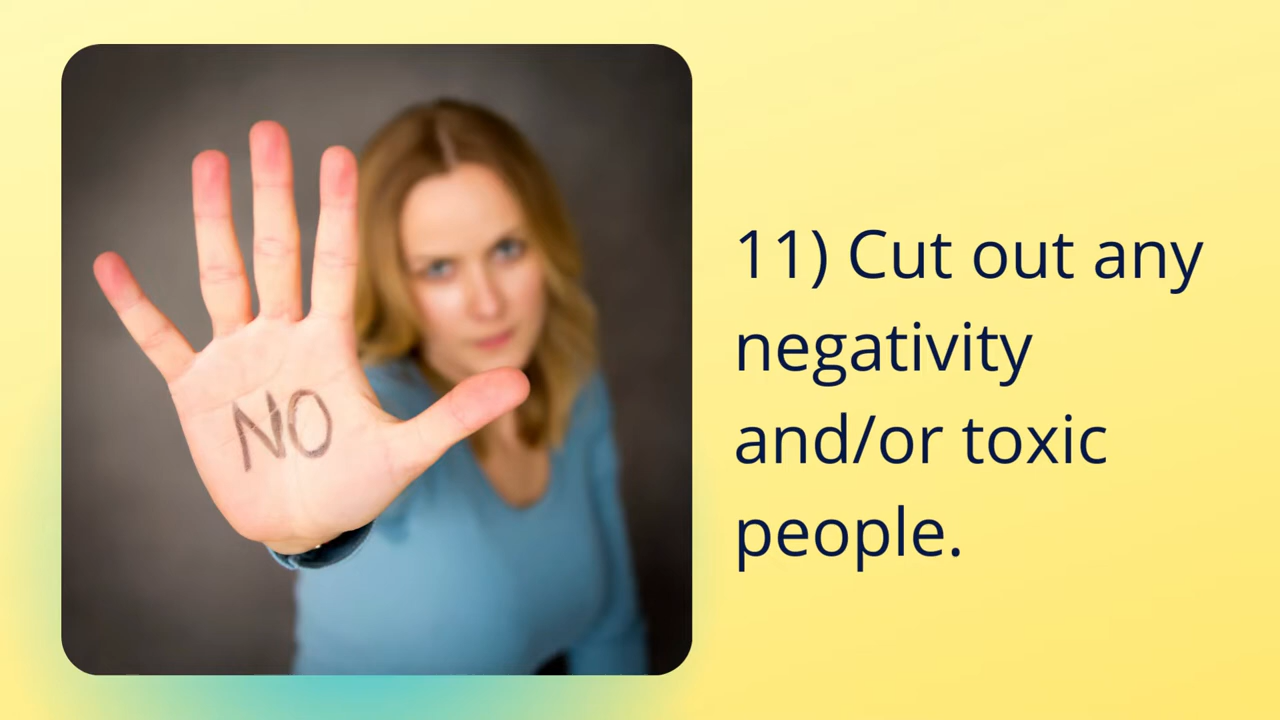 NO
11) Cut out any
negativity
and/or toxic
people.